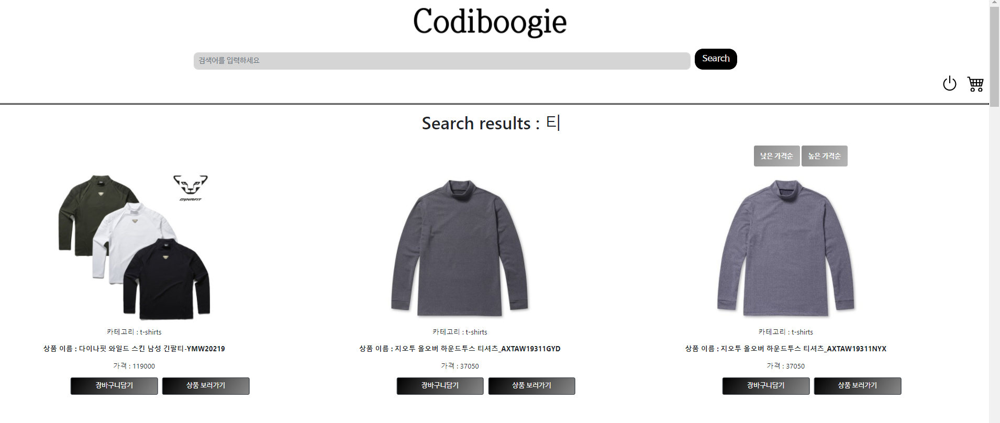 Codiboogie
검색어를 입력하세요
Search
Search results : 티
낮은 가격순
높은 가격순
DYNAFIT
카테고리 : t-shirts
상품 이름 : 다이나핏 와일드 스킨 남성 긴팔티-YMW20219
가격 : 119000
장바구니담기
상품 보러가기
카테고리 : t-shirts
상품 이름 : 지오투 올오버 하운드투스 티셔츠_AXTAW19311GYD
가격 : 37050
장바구니담기
상품 보러가기
카테고리 : t-shirts
상품 이름 : 지오투 올오버 하운드투스 티셔츠_AXTAW19311NYX
가격 : 37050
장바구니담기
상품 보러가기